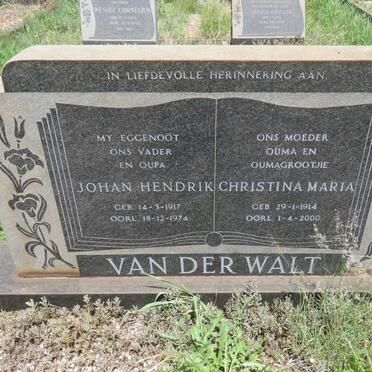 WESSEL CORNELIUS
IN LIEFDEVOLLE HERINNERING AAN
MY EGGENOOT
ONS VADER
EN OUPA
JOHAN HENDRIK
GEB. 14-3-1917
OORL. 18-12-1974
ONS MOEDER
OUMA EN
OUMAGROOTJIE
CHRISTINA MARIA
GEB. 29-1-1914
OORL. 1-4-2000
VAN DER WALT